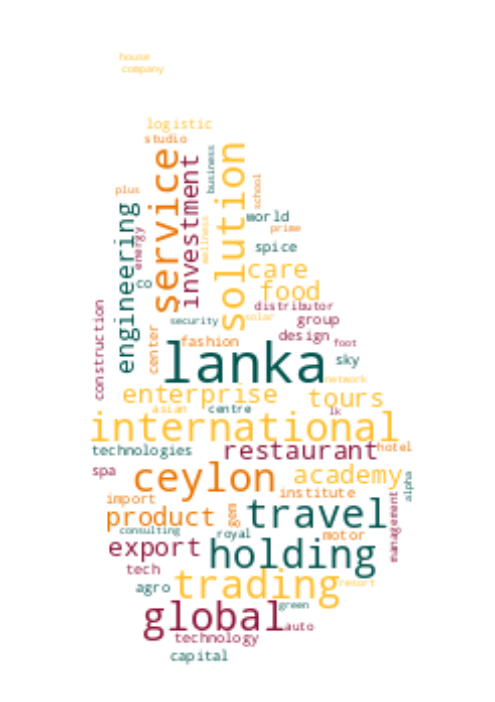 house
company
logistic
studio
service
investment
business
solution
school
plus
engineering
energy
wellness
world
prime
co
spice
care
food
construction
distributor
security
solar
group
center
fashion
design
foot
lanka
sky
network
enterprise
tours
asian
centre
lk
international
technologies
restaurant
hotel
spa
ceylon
academy
alpha
import
institute
product
gem
travel
management
consulting
royal
motor
export
holding
tech
agro
trading
resort
global
green
auto
technology
capital